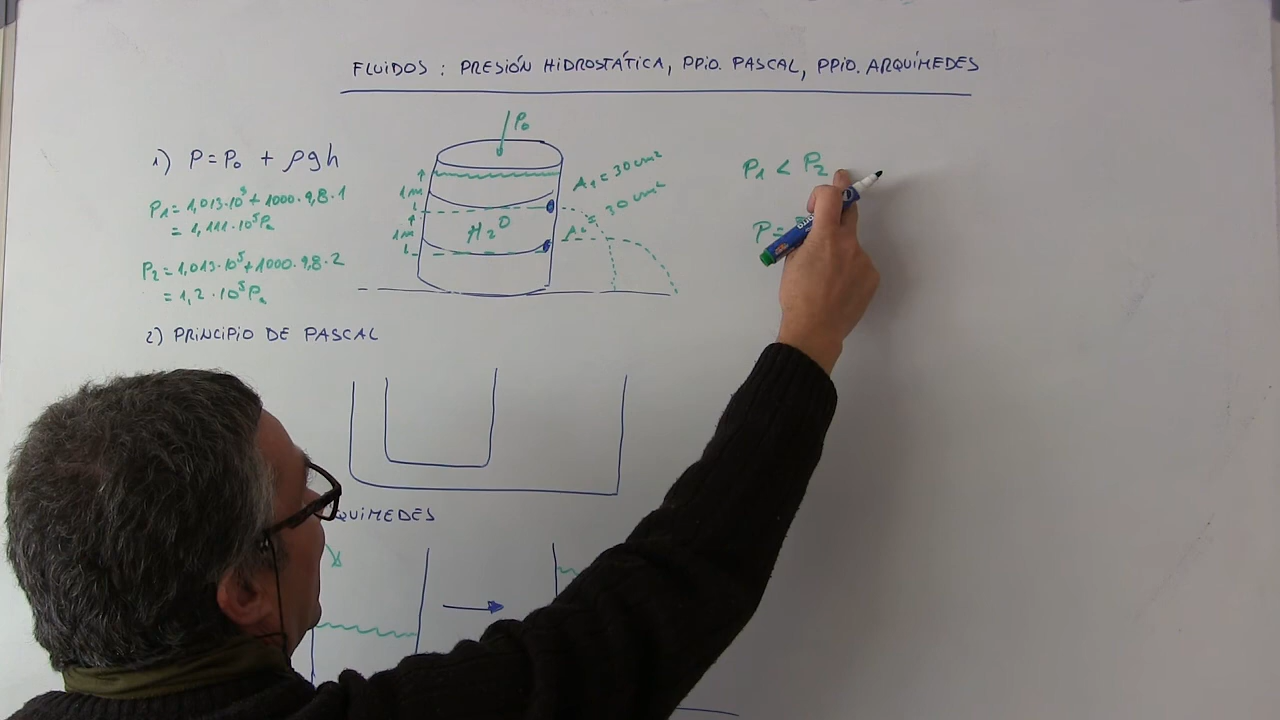 FLUIDOS : PRESIÓN HIDROSTÁTICA, PPIO. PASCAL, PPIO. ARQUÍMEDES
1) P = P₀ + ρgh
P₁ = 1,013·10⁵ + 1000·9,8·1
= 1,111·10⁵ Pa
P₂ = 1,013·10⁵ + 1000·9,8·2
= 1,2·10⁵ Pa
P₀
1m
1m
H₂O
A₁ = 30 cm²
= 30 cm²
P₁ < P₂
P =
2) PRINCIPIO DE PASCAL
QUÍMEDES